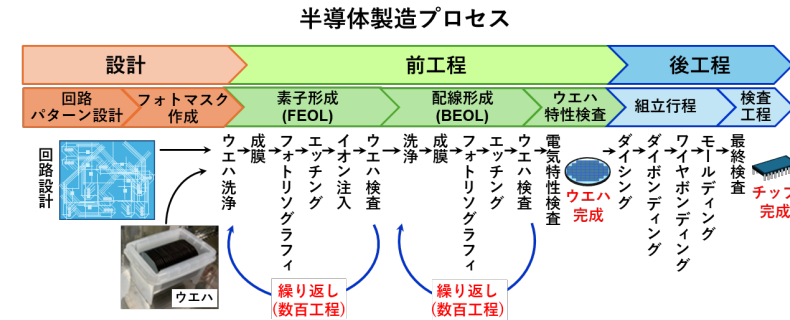 半導体製造プロセス
設計
前工程
後工程
回路
パターン設計
フォトマスク
作成
素子形成
(FEOL)
配線形成
(BEOL)
ウエハ
特性検査
組立行程
検査
工程
回路設計
ウエハ洗浄
成膜
フォトリソグラフィ
エッチング
イオン注入
ウエハ検査
洗浄
成膜
フォトリソグラフィ
エッチング
ウエハ検査
電気特性検査
ウエハ
完成
ダイシング
ダイボンディング
ワイヤボンディング
モールディング
最終検査
チップ
完成
ウエハ
繰り返し
(数百工程)
繰り返し
(数百工程)